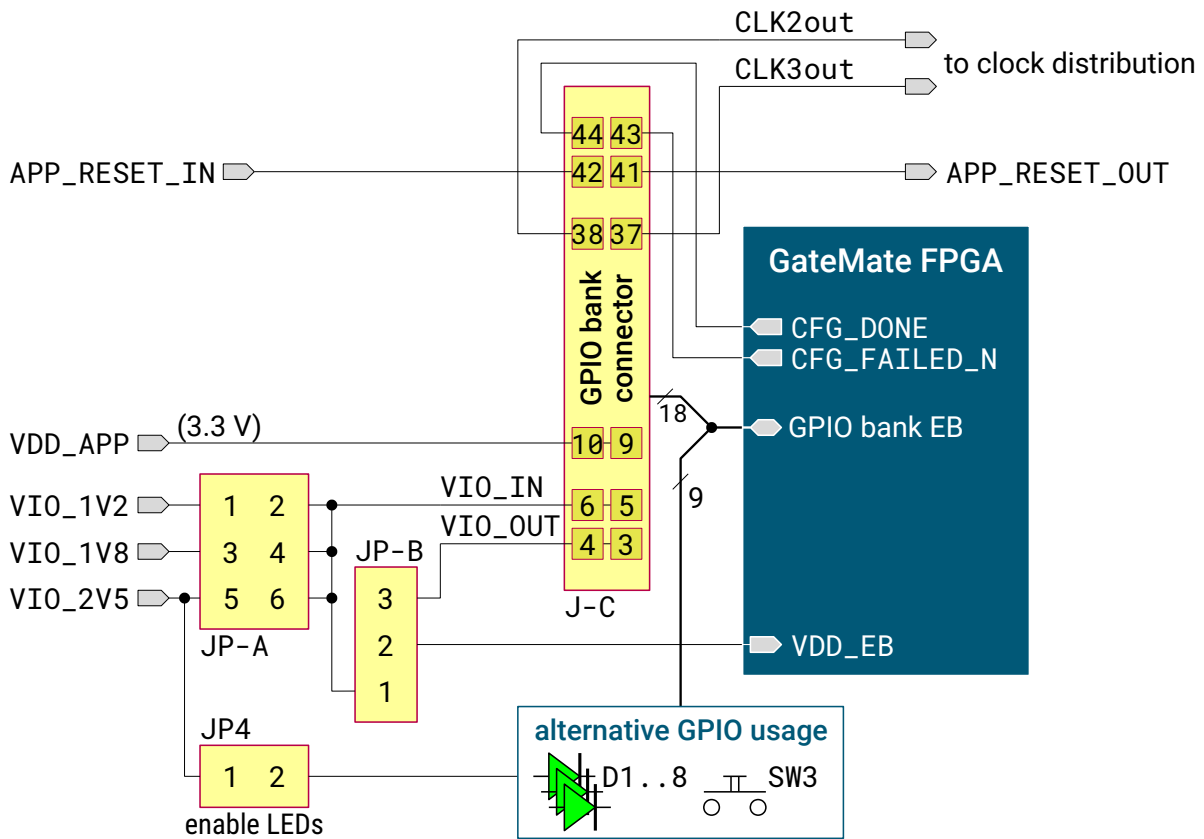 CLK2out
to clock distribution
CLK3out
44 43
APP_RESET_IN 42 41 APP_RESET_OUT
38 37
GateMate FPGA
GPIO bank
connector
CFG_DONE
CFG_FAILED_N
18
GPIO bank EB
(3.3 V)
VDD_APP 10 9
9
VIO_IN
VIO_1V2 1 2 6 5
VIO_OUT
VIO_1V8 3 4 4 3
JP-B
VIO_2V5 5 6 3
J-C
JP-A 2 VDD_EB
1
JP4 alternative GPIO usage
1 2 D1..8 SW3
enable LEDs